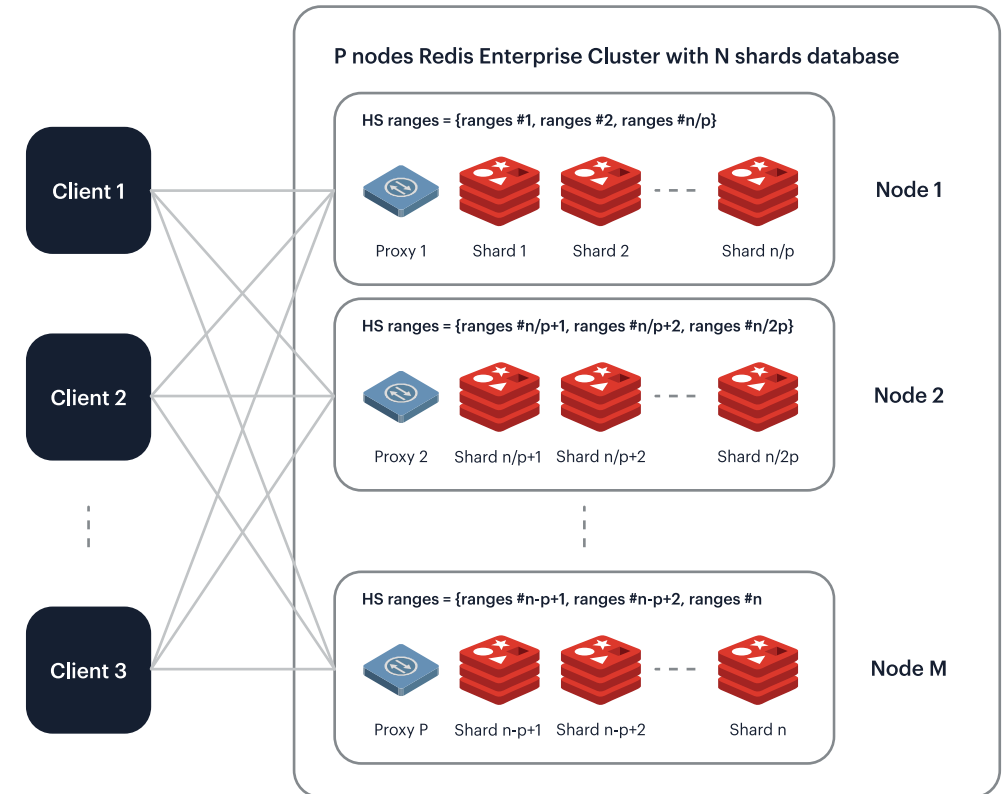 P nodes Redis Enterprise Cluster with N shards database
HS ranges = {ranges #1, ranges #2, ranges #n/p}
Client 1
Proxy 1
Shard 1
Shard 2
Shard n/p
Node 1
HS ranges = {ranges #n/p+1, ranges #n/p+2, ranges #n/2p}
Client 2
Proxy 2
Shard n/p+1
Shard n/p+2
Shard n/2p
Node 2
HS ranges = {ranges #n-p+1, ranges #n-p+2, ranges #n
Client 3
Proxy P
Shard n-p+1
Shard n-p+2
Shard n
Node M